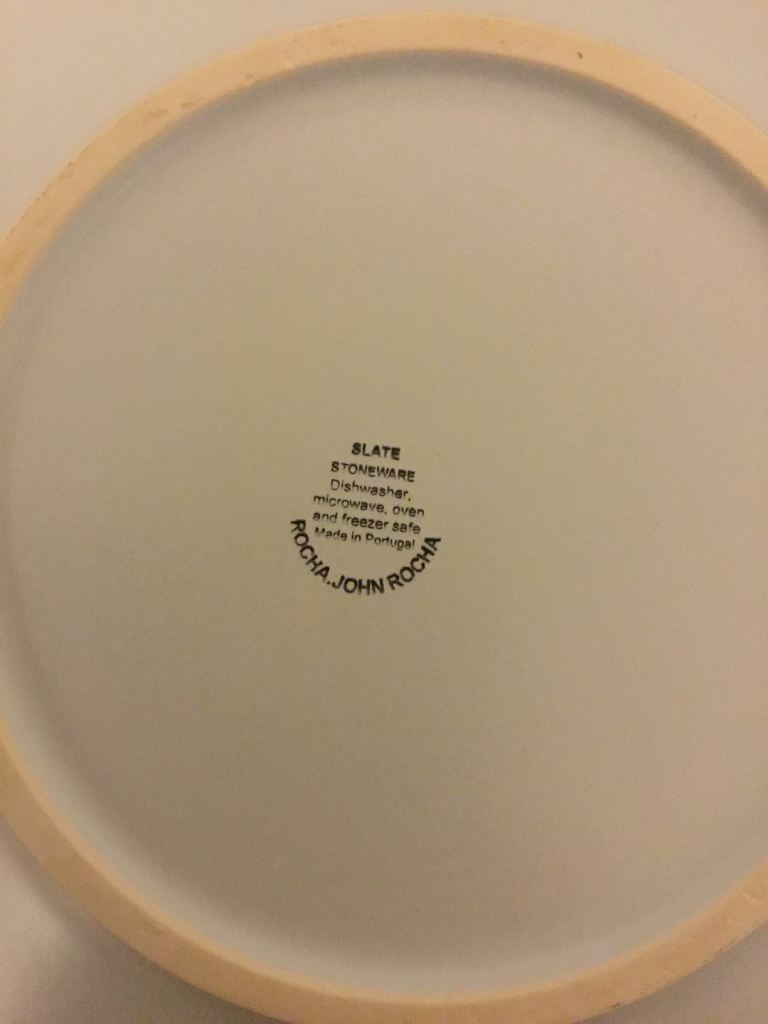 SLATE
STONEWARE
Dishwasher,
microwave, oven
and freezer safe
Made in Portugal
ROCHA.JOHN ROCHA